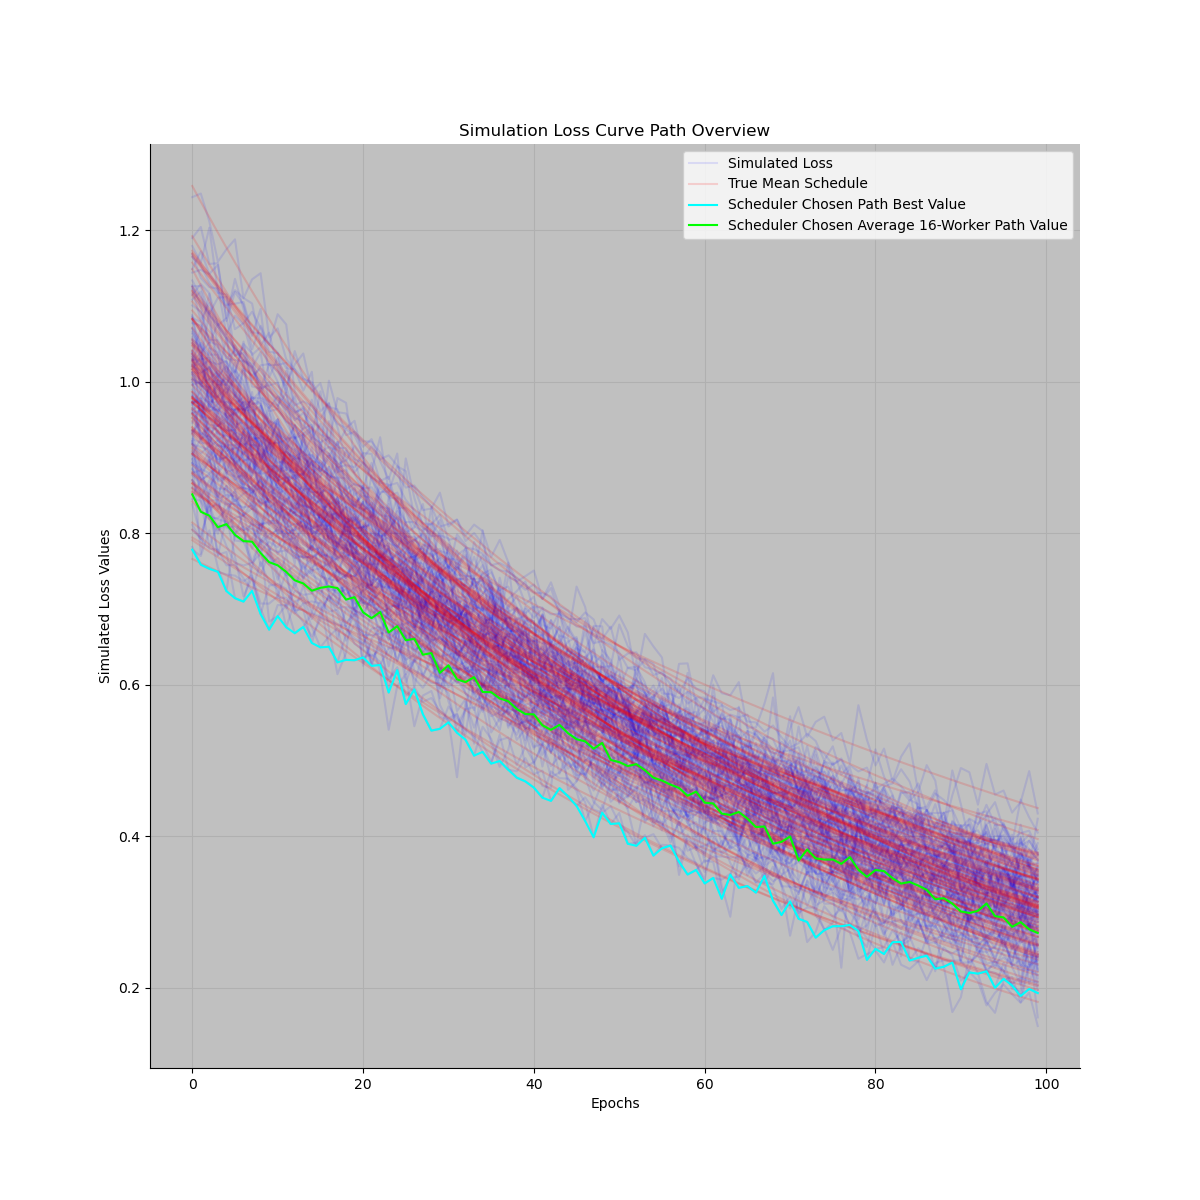 Simulation Loss Curve Path Overview
Simulated Loss
True Mean Schedule
Scheduler Chosen Path Best Value
Scheduler Chosen Average 16-Worker Path Value
1.2
1.0
0.8
0.6
0.4
0.2
Simulated Loss Values
0 20 40 60 80 100
Epochs